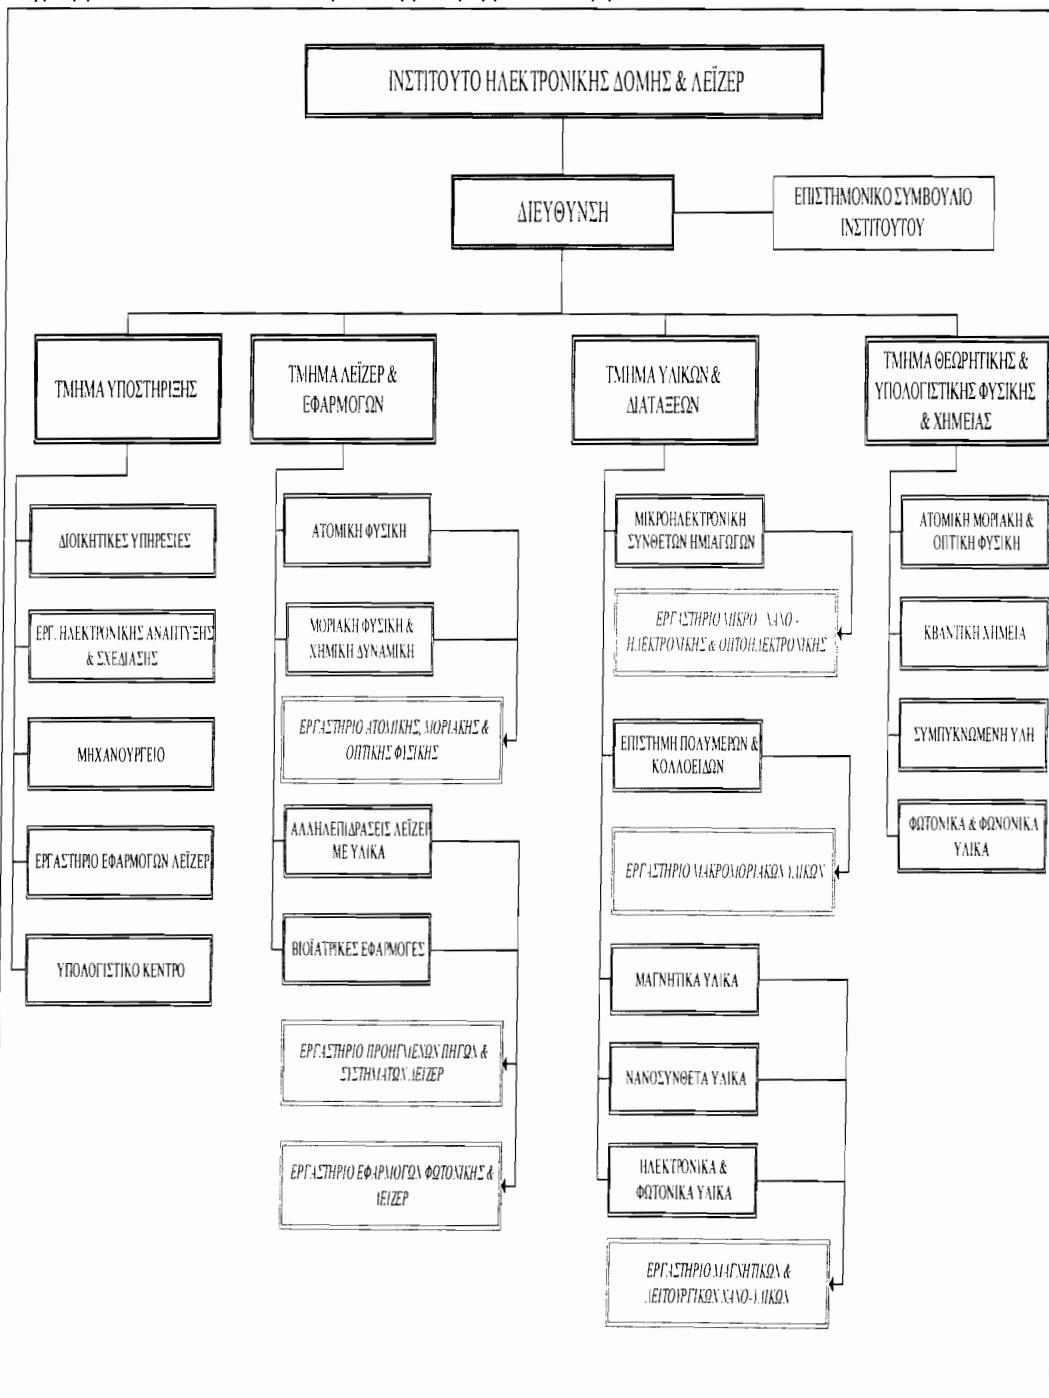 ΙΝΣΤΙΤΟΥΤΟ ΗΛΕΚΤΡΟΝΙΚΗΣ ΔΟΜΗΣ & ΛΕΪΖΕΡ
ΔΙΕΥΘΥΝΣΗ
ΕΠΙΣΤΗΜΟΝΙΚΟ ΣΥΜΒΟΥΛΙΟ
ΙΝΣΤΙΤΟΥΤΟΥ
ΤΜΗΜΑ ΥΠΟΣΤΗΡΙΞΗΣ
ΔΙΟΙΚΗΤΙΚΕΣ ΥΠΗΡΕΣΙΕΣ
ΕΡΓ. ΗΛΕΚΤΡΟΝΙΚΗΣ ΑΝΑΠΤΥΞΗΣ
& ΣΧΕΔΙΑΣΗΣ
ΜΗΧΑΝΟΥΡΓΕΙΟ
ΕΡΓΑΣΤΗΡΙΟ ΕΦΑΡΜΟΓΩΝ ΛΕΪΖΕΡ
ΥΠΟΛΟΓΙΣΤΙΚΟ ΚΕΝΤΡΟ
ΤΜΗΜΑ ΛΕΪΖΕΡ &
ΕΦΑΡΜΟΓΩΝ
ΑΤΟΜΙΚΗ ΦΥΣΙΚΗ
ΜΟΡΙΑΚΗ ΦΥΣΙΚΗ &
ΧΗΜΙΚΗ ΔΥΝΑΜΙΚΗ
ΕΡΓΑΣΤΗΡΙΟ ΑΤΟΜΙΚΗΣ, ΜΟΡΙΑΚΗΣ &
ΟΠΤΙΚΗΣ ΦΥΣΙΚΗΣ
ΑΛΛΗΛΕΠΙΔΡΑΣΕΙΣ ΛΕΪΖΕΡ
ΜΕ ΥΛΙΚΑ
ΒΙΟΪΑΤΡΙΚΕΣ ΕΦΑΡΜΟΓΕΣ
ΕΡΓΑΣΤΗΡΙΟ ΠΡΟΗΓΜΕΝΩΝ ΠΗΓΩΝ &
ΣΥΣΤΗΜΑΤΩΝ ΛΕΙΖΕΡ
ΕΡΓΑΣΤΗΡΙΟ ΕΦΑΡΜΟΓΩΝ ΦΩΤΟΝΙΚΗΣ &
ΛΕΙΖΕΡ
ΤΜΗΜΑ ΥΛΙΚΩΝ &
ΔΙΑΤΑΞΕΩΝ
ΜΙΚΡΟΗΛΕΚΤΡΟΝΙΚΗ
ΣΥΝΘΕΤΩΝ ΗΜΙΑΓΩΓΩΝ
ΕΡΓΑΣΤΗΡΙΟ ΜΙΚΡΟ - ΝΑΝΟ -
ΗΛΕΚΤΡΟΝΙΚΗΣ & ΟΠΤΟΗΛΕΚΤΡΟΝΙΚΗΣ
ΕΠΙΣΤΗΜΗ ΠΟΛΥΜΕΡΩΝ &
ΚΟΛΛΟΕΙΔΩΝ
ΕΡΓΑΣΤΗΡΙΟ ΜΑΚΡΟΜΟΡΙΑΚΩΝ ΥΛΙΚΩΝ
ΜΑΓΝΗΤΙΚΑ ΥΛΙΚΑ
ΝΑΝΟΣΥΝΘΕΤΑ ΥΛΙΚΑ
ΗΛΕΚΤΡΟΝΙΚΑ &
ΦΩΤΟΝΙΚΑ ΥΛΙΚΑ
ΕΡΓΑΣΤΗΡΙΟ ΜΑΓΝΗΤΙΚΩΝ &
ΛΕΙΤΟΥΡΓΙΚΩΝ ΝΑΝΟ-ΥΛΙΚΩΝ
ΤΜΗΜΑ ΘΕΩΡΗΤΙΚΗΣ &
ΥΠΟΛΟΓΙΣΤΙΚΗΣ ΦΥΣΙΚΗΣ
& ΧΗΜΕΙΑΣ
ΑΤΟΜΙΚΗ ΜΟΡΙΑΚΗ &
ΟΠΤΙΚΗ ΦΥΣΙΚΗ
ΚΒΑΝΤΙΚΗ ΧΗΜΕΙΑ
ΣΥΜΠΥΚΝΩΜΕΝΗ ΥΛΗ
ΦΩΤΟΝΙΚΑ & ΦΩΝΟΝΙΚΑ
ΥΛΙΚΑ